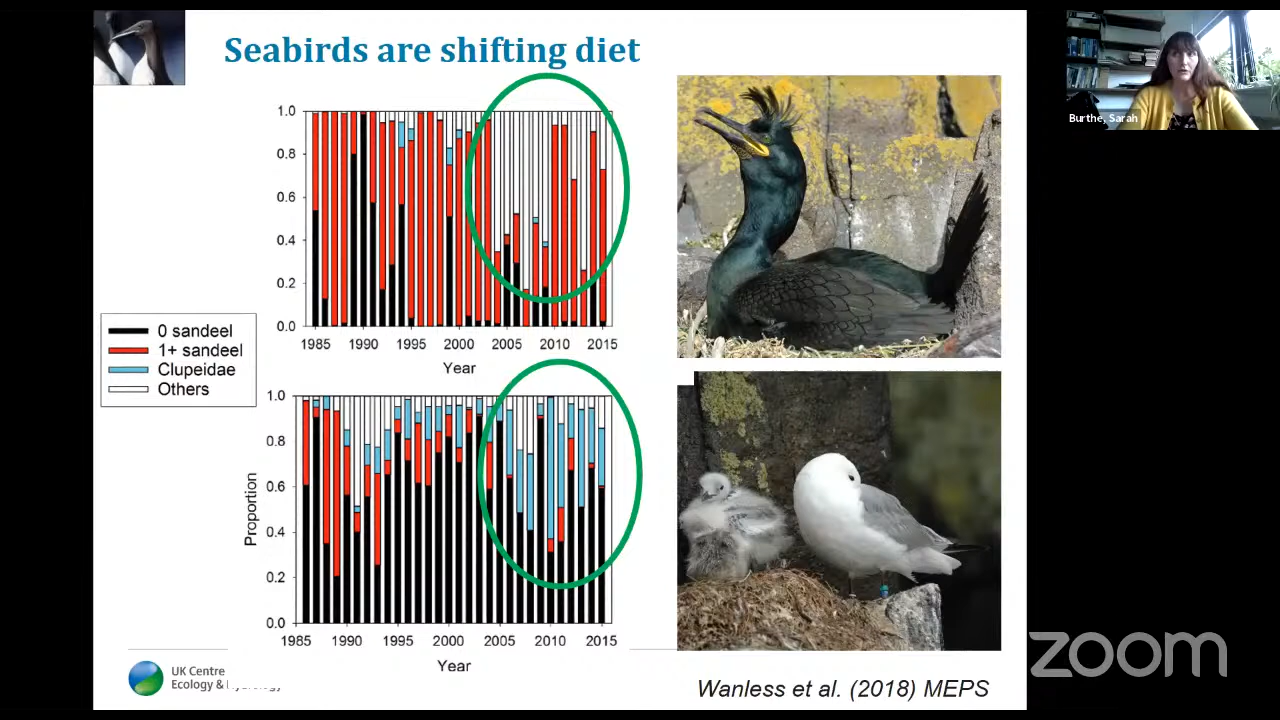 Seabirds are shifting diet
Burthe, Sarah
1.0
0.8
0.6
0.4
0.2
0.0
1985 1990 1995 2000 2005 2010 2015
Year
0 sandeel
1+ sandeel
Clupeidae
Others
Proportion
1.0
0.8
0.6
0.4
0.2
0.0
1985 1990 1995 2000 2005 2010 2015
Year
UK Centre
Ecology &
Wanless et al. (2018) MEPS
zoom